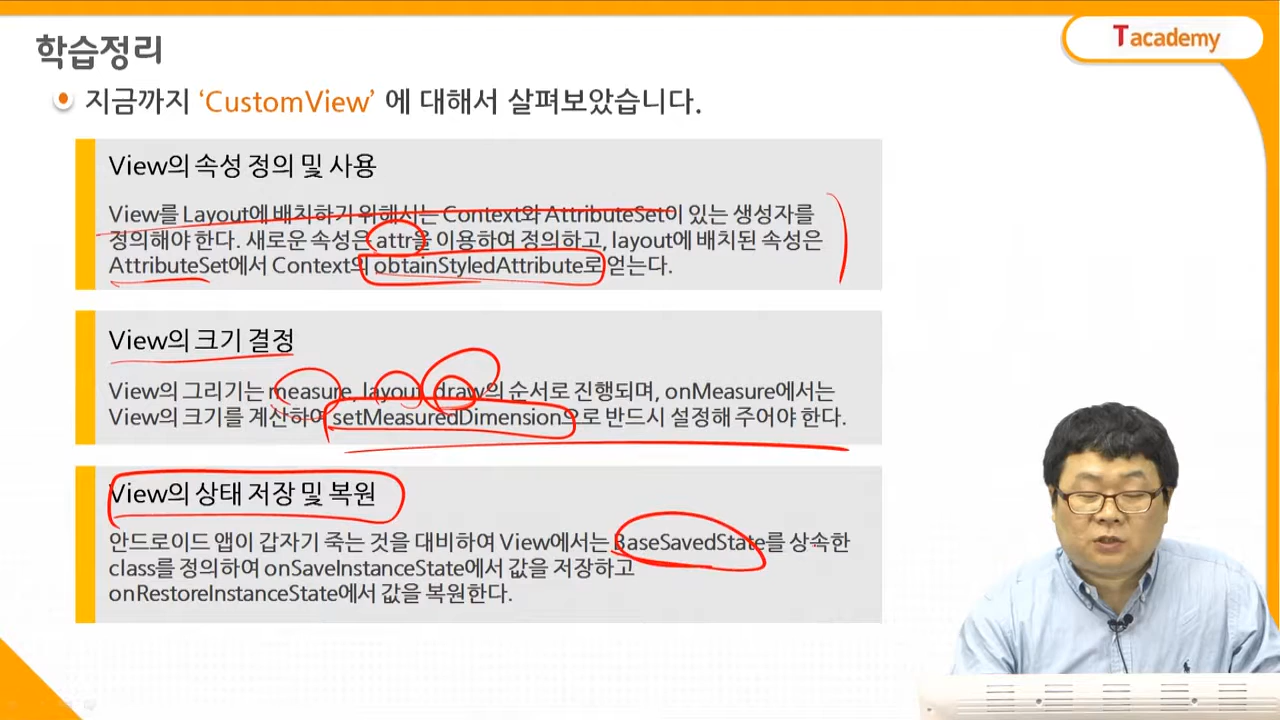 학습정리
Tacademy
지금까지 ‘CustomView’ 에 대해서 살펴보았습니다.
View의 속성 정의 및 사용
View를 Layout에 배치하기 위해서는 Context와 AttributeSet이 있는 생성자를
정의해야 한다. 새로운 속성은 attr을 이용하여 정의하고, layout에 배치된 속성은
AttributeSet에서 Context의 obtainStyledAttribute로 얻는다.
View의 크기 결정
View의 그리기는 measure, layout, draw의 순서로 진행되며, onMeasure에서는
View의 크기를 계산하여 setMeasuredDimension으로 반드시 설정해 주어야 한다.
View의 상태 저장 및 복원
안드로이드 앱이 갑자기 죽는 것을 대비하여 View에서는 BaseSavedState를 상속한
class를 정의하여 onSaveInstanceState에서 값을 저장하고
onRestoreInstanceState에서 값을 복원한다.